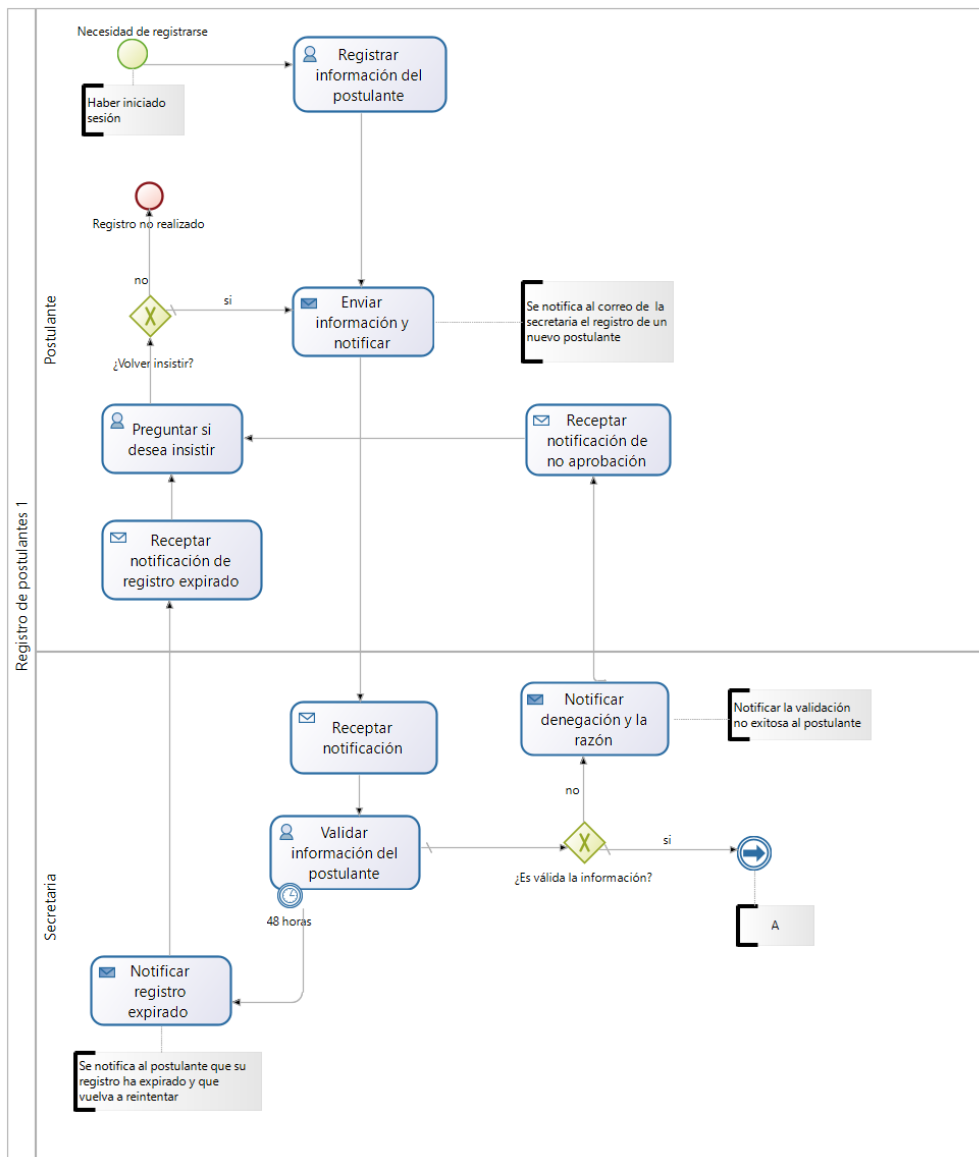 Registro de postulantes 1
Postulante
Necesidad de registrarse
Haber iniciado
sesión
Registrar
información del
postulante
Registro no realizado
no
si
¿Volver insistir?
Enviar
información y
notificar
Se notifica al correo de la
secretaria el registro de un
nuevo postulante
Preguntar si
desea insistir
Receptar
notificación de
no aprobación
Receptar
notificación de
registro expirado
Secretaria
Receptar
notificación
Notificar
denegación y la
razón
Notificar la validación
no exitosa al postulante
no
Validar
información del
postulante
si
¿Es válida la información?
48 horas
A
Notificar
registro
expirado
Se notifica al postulante que su
registro ha expirado y que
vuelva a reintentar